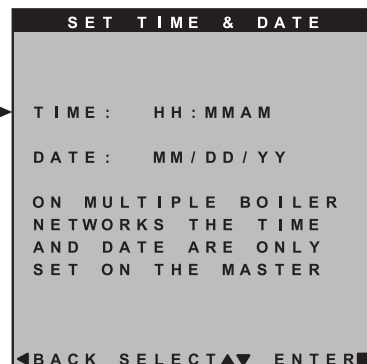 SET TIME & DATE
TIME: HH:MMAM
DATE: MM/DD/YY
ON MULTIPLE BOILER
NETWORKS THE TIME
AND DATE ARE ONLY
SET ON THE MASTER
◀BACK SELECT▲▼ ENTER■